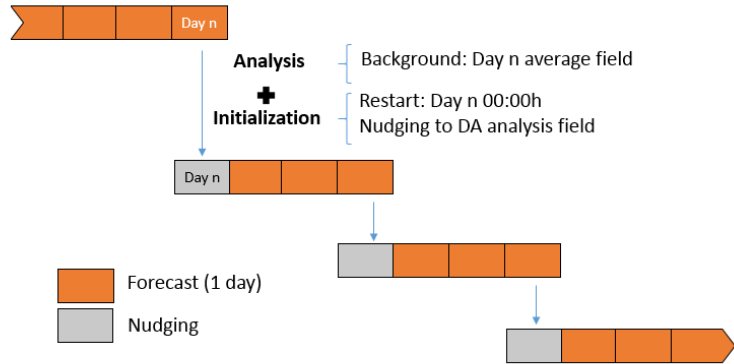 Day n
Analysis
Background: Day n average field
Initialization
Restart: Day n 00:00h
Nudging to DA analysis field
Day n
Forecast (1 day)
Nudging